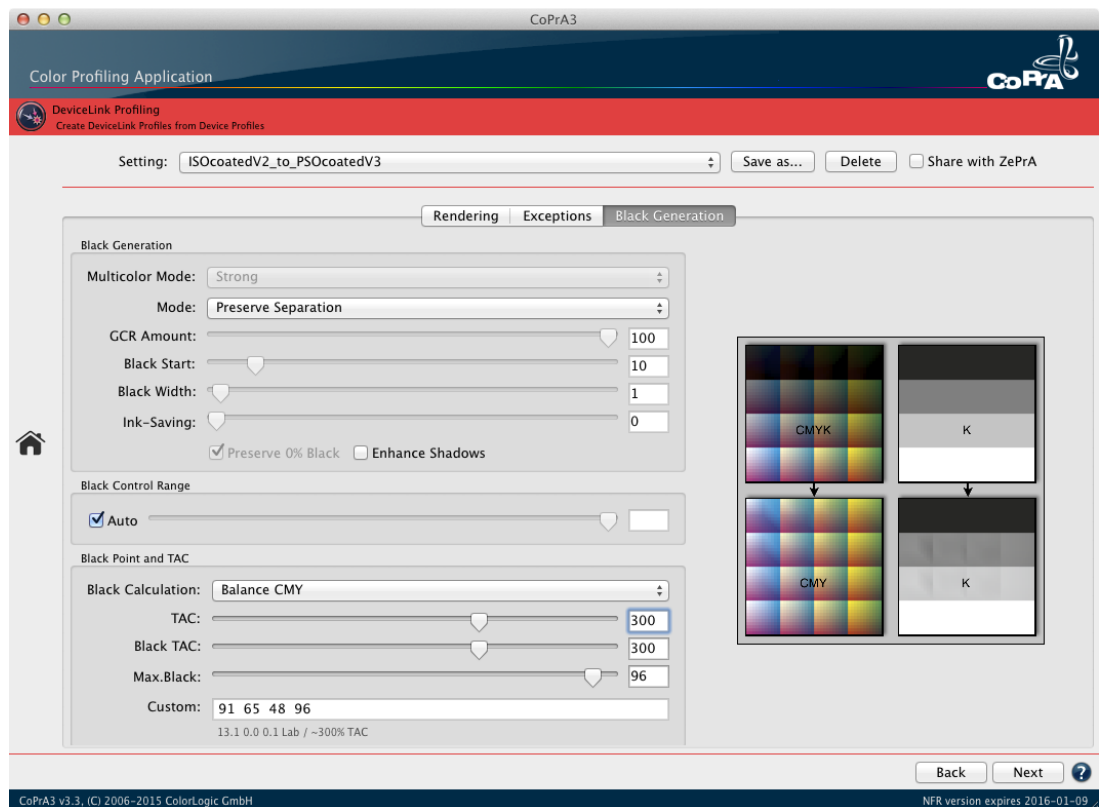 CoPrA3
Color Profiling Application
CoPrA
DeviceLink Profiling
Create DeviceLink Profiles from Device Profiles
Setting: ISOcoatedV2_to_PSOcoatedV3 Save as... Delete Share with ZePrA
Rendering Exceptions Black Generation
Black Generation
Multicolor Mode: Strong
Mode: Preserve Separation
GCR Amount: 100
Black Start: 10
Black Width: 1
Ink-Saving: 0
Preserve 0% Black Enhance Shadows
Black Control Range
Auto
Black Point and TAC
Black Calculation: Balance CMY
TAC: 300
Black TAC: 300
Max.Black: 96
Custom: 91 65 48 96
13.1 0.0 0.1 Lab / ~300% TAC
CMYK K
CMY K
Back Next ?
CoPrA3 v3.3, (C) 2006-2015 ColorLogic GmbH NFR version expires 2016-01-09